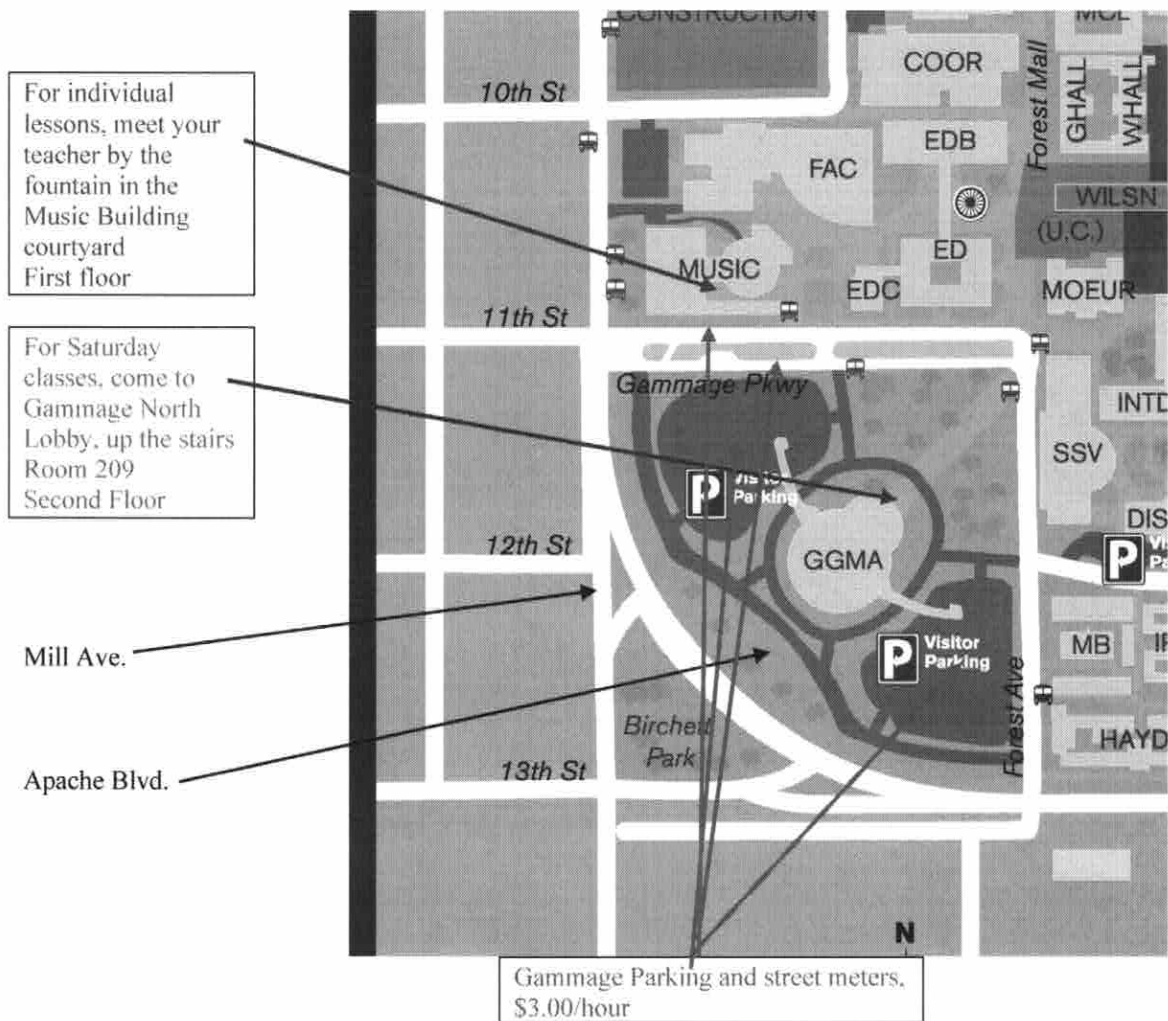 CONSTRUCTION
MCL
For individual
lessons, meet your
teacher by the
fountain in the
Music Building
courtyard
First floor
10th St
COOR
Forest Mall
GHALL
WHALL
EDB
FAC
WILSN
(U.C.)
MUSIC
ED
EDC
MOEUR
11th St
For Saturday
classes, come to
Gammage North
Lobby, up the stairs
Room 209
Second Floor
Gammage Pkwy
INTD
SSV
P Visitor
Parking
DIS
P
12th St
GGMA
Mill Ave.
P Visitor
Parking
MB
Forest Ave
Birchett
Park
HAYD
Apache Blvd.
13th St
N
Gammage Parking and street meters,
$3.00/hour